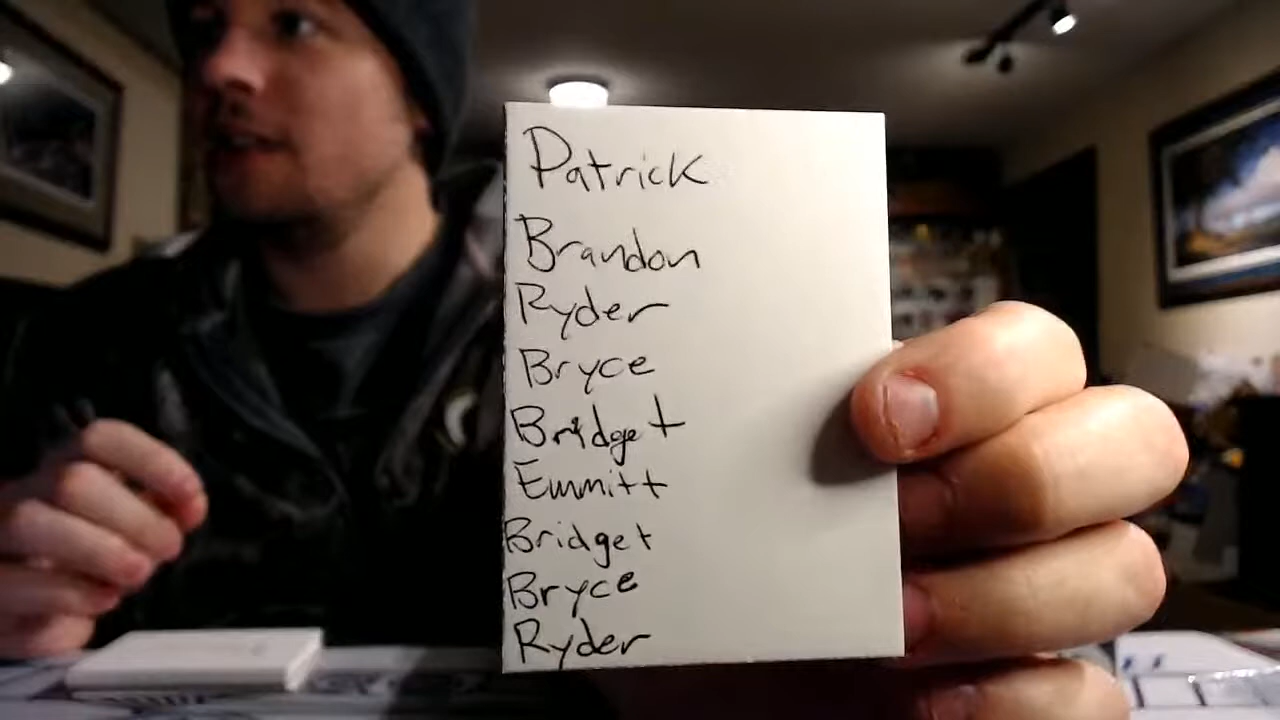 Patrick
Brandon
Ryder
Bryce
Bridget
Emmitt
Bridget
Bryce
Ryder